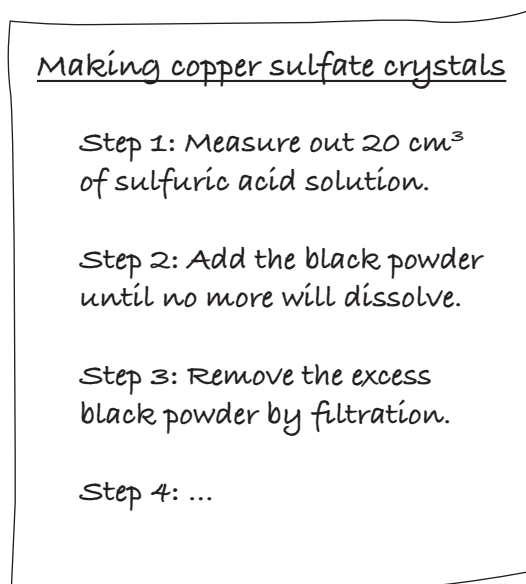 Making copper sulfate crystals
Step 1: Measure out 20 cm³
of sulfuric acid solution.
Step 2: Add the black powder
until no more will dissolve.
Step 3: Remove the excess
black powder by filtration.
Step 4: ...